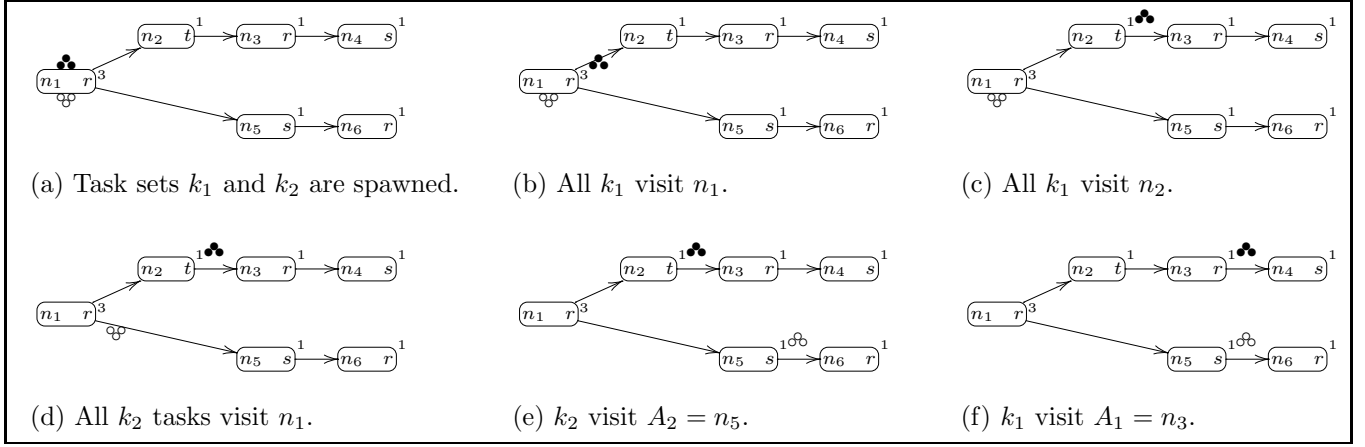 n₂ t 1 n₃ r 1 n₄ s 1
n₁ r 3
n₅ s 1 n₆ r 1
(a) Task sets k₁ and k₂ are spawned.
n₂ t 1 n₃ r 1 n₄ s 1
n₁ r 3
n₅ s 1 n₆ r 1
(b) All k₁ visit n₁.
n₂ t 1 n₃ r 1 n₄ s 1
n₁ r 3
n₅ s 1 n₆ r 1
(c) All k₁ visit n₂.
n₂ t 1 n₃ r 1 n₄ s 1
n₁ r 3
n₅ s 1 n₆ r 1
(d) All k₂ tasks visit n₁.
n₂ t 1 n₃ r 1 n₄ s 1
n₁ r 3
n₅ s 1 n₆ r 1
(e) k₂ visit A₂ = n₅.
n₂ t 1 n₃ r 1 n₄ s 1
n₁ r 3
n₅ s 1 n₆ r 1
(f) k₁ visit A₁ = n₃.